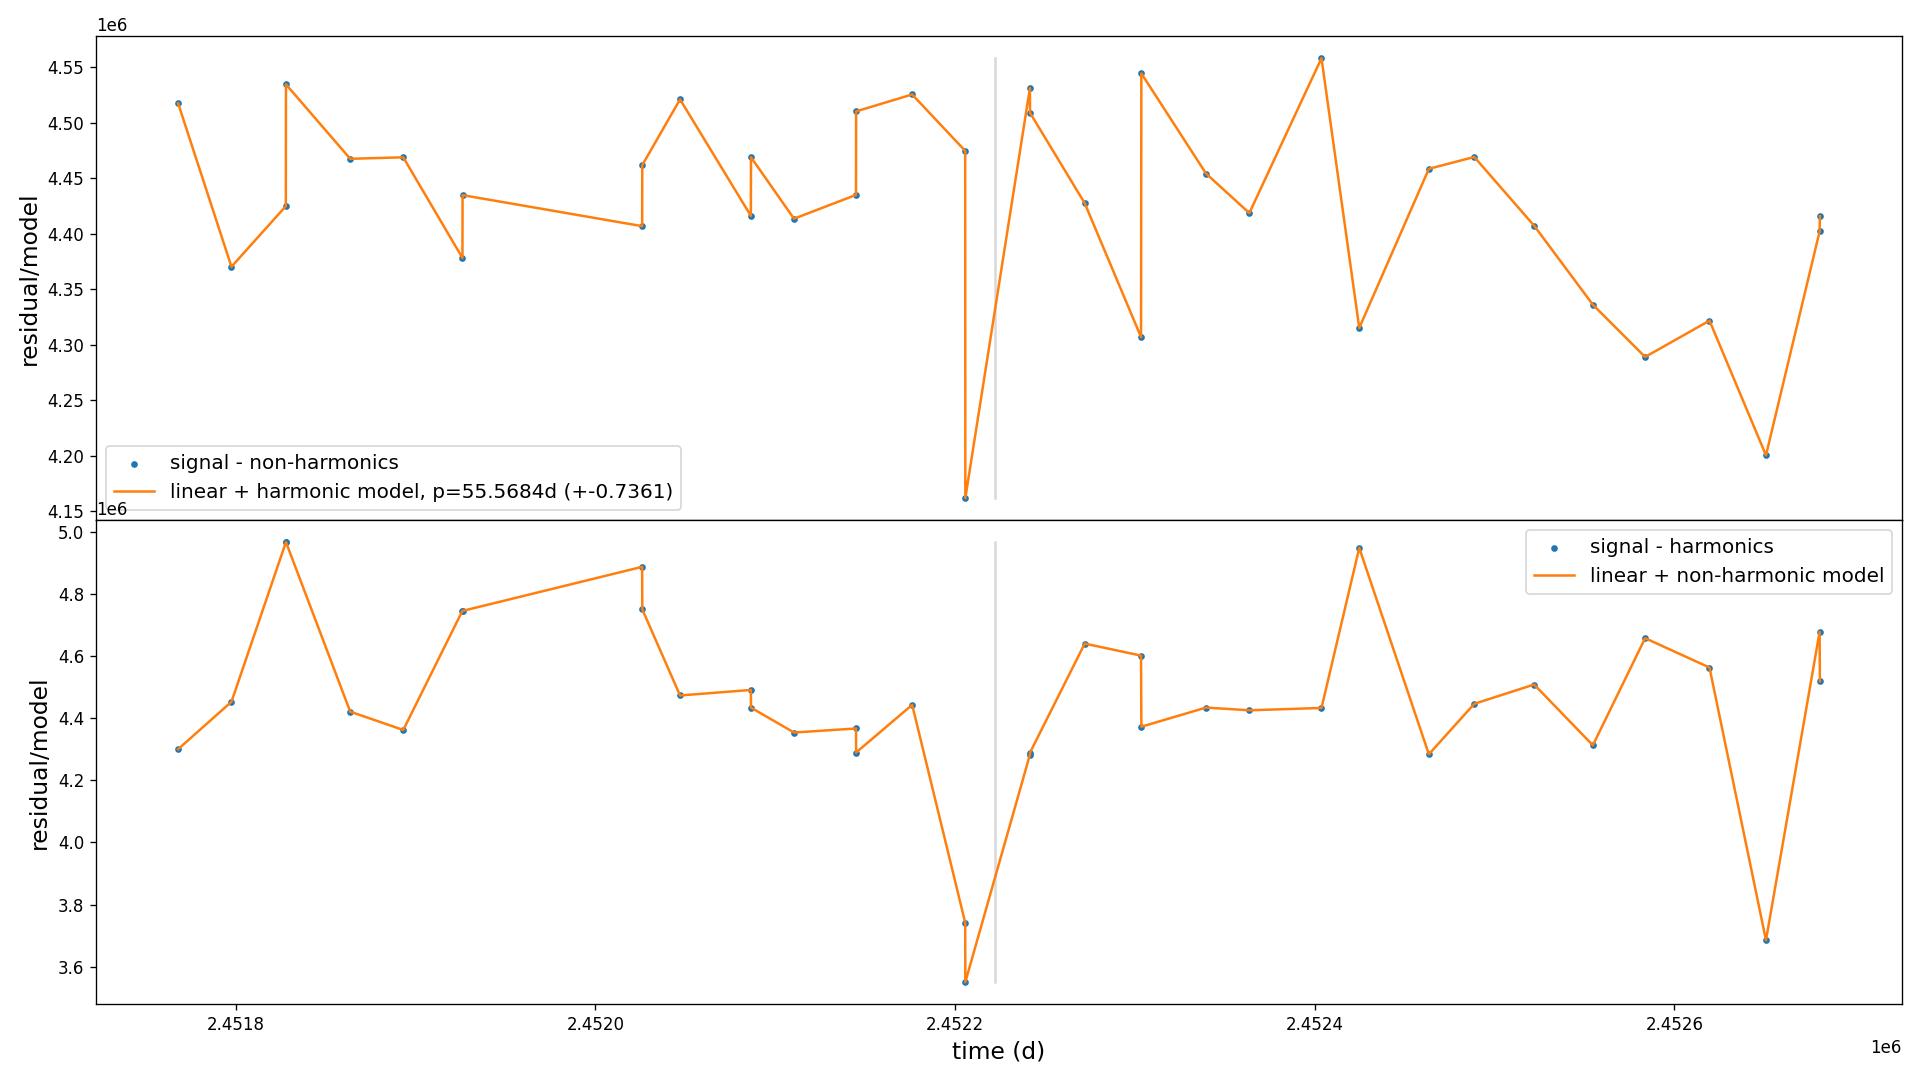 1e6
4.55
4.50
4.45
4.40
4.35
4.30
4.25
4.20
4.15
residual/model
signal - non-harmonics
linear + harmonic model, p=55.5684d (+-0.7361)
1e6
5.0
4.8
4.6
4.4
4.2
4.0
3.8
3.6
residual/model
signal - harmonics
linear + non-harmonic model
2.4518
2.4520
2.4522
2.4524
2.4526
time (d)
1e6